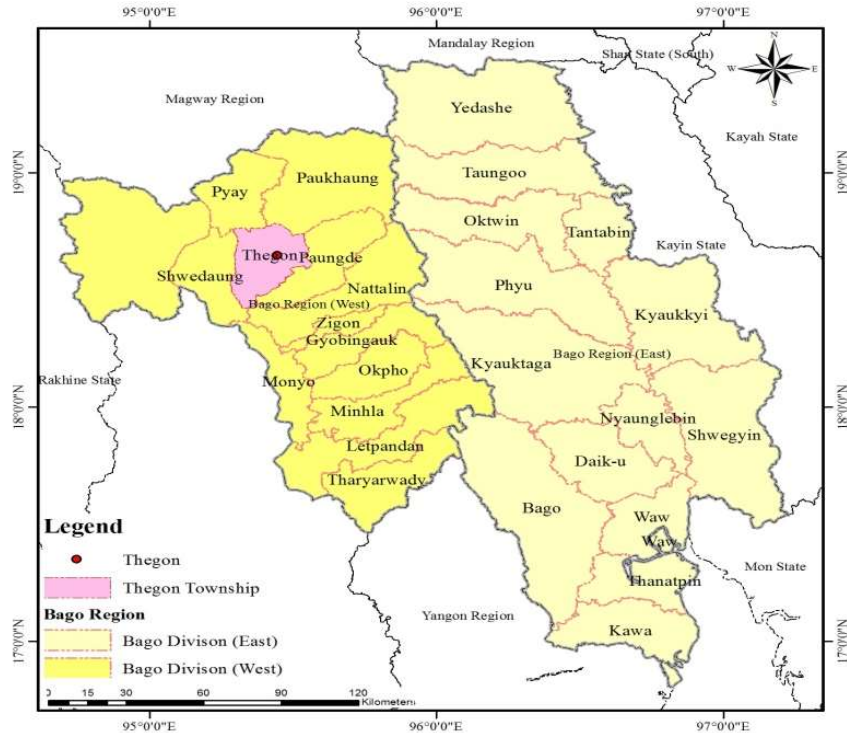 95°0'0"E 96°0'0"E 97°0'0"E
Mandalay Region
Shan State (South)
N
W E
S
Magway Region
Yedashe
Kayah State
19°0'0"N 19°0'0"N
Paukhaung
Taungoo
Pyay
Oktwin
Tantabin
Kayin State
Thegon
Paungde
Shwedaung
Nattalin
Phyu
Kyaukkyi
Bago Region (West)
Zigon
Gyobingauk
Kyauktaga
Bago Region (East)
Rakhine State
Monyo
Okpho
18°0'0"N 18°0'0"N
Minhla
Nyaunglebin
Shwegyin
Letpandan
Daik-u
Tharyarwady
Bago
Waw
Waw
Legend
Thegon
Thanatpin
Mon State
Thegon Township
Yangon Region
Bago Region
Kawa
17°0'0"N 17°0'0"N
Bago Divison (East)
Bago Divison (West)
0 15 30 60 90 120
Kilometers
95°0'0"E 96°0'0"E 97°0'0"E